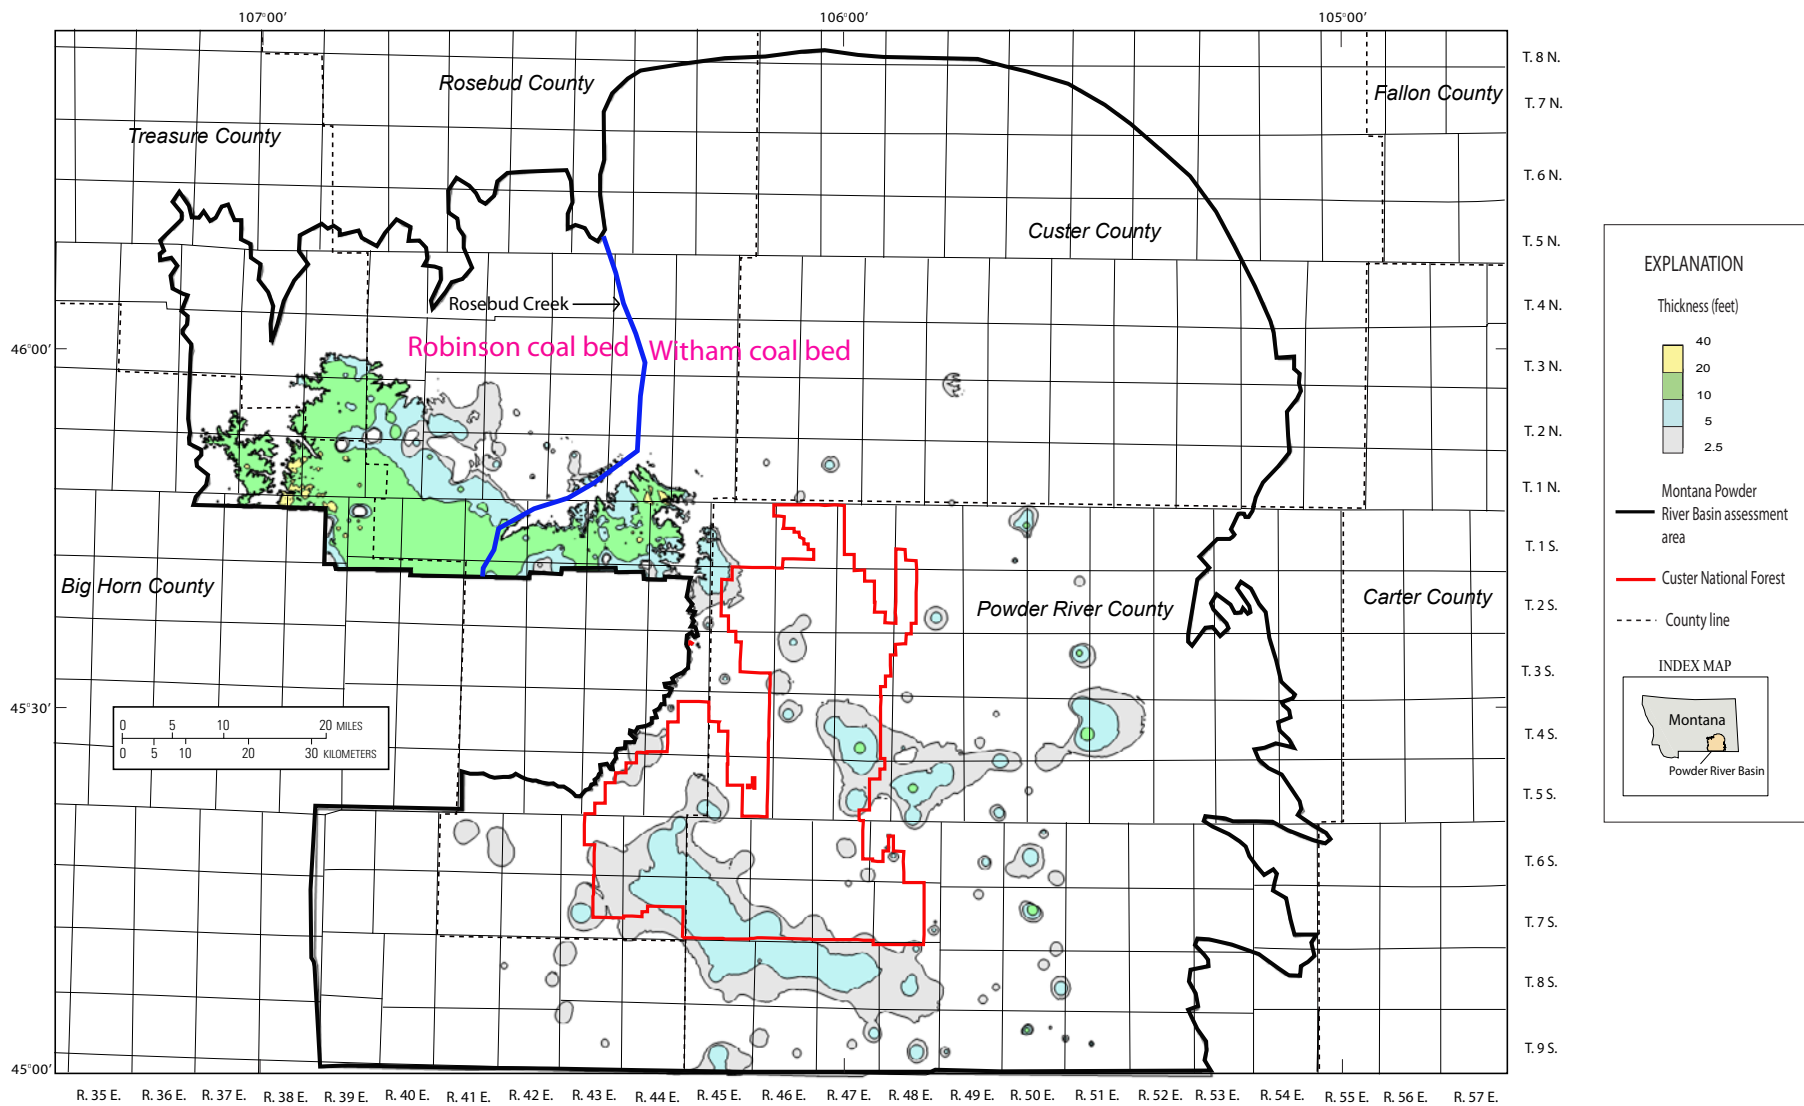 107°00’
106°00’
105°00’
Rosebud County
Fallon County
Treasure County
Custer County
Rosebud Creek
Robinson coal bed
Witham coal bed
Big Horn County
Powder River County
Carter County
46°00’
45°30’
45°00’
T. 8 N.
T. 7 N.
T. 6 N.
T. 5 N.
T. 4 N.
T. 3 N.
T. 2 N.
T. 1 N.
T. 1 S.
T. 2 S.
T. 3 S.
T. 4 S.
T. 5 S.
T. 6 S.
T. 7 S.
T. 8 S.
T. 9 S.
0 5 10 20 MILES
0 5 10 20 30 KILOMETERS
R. 35 E. R. 36 E. R. 37 E. R. 38 E. R. 39 E. R. 40 E. R. 41 E. R. 42 E. R. 43 E. R. 44 E. R. 45 E. R. 46 E. R. 47 E. R. 48 E. R. 49 E. R. 50 E. R. 51 E. R. 52 E. R. 53 E. R. 54 E. R. 55 E. R. 56 E. R. 57 E.
EXPLANATION
Thickness (feet)
40
20
10
5
2.5
Montana Powder
River Basin assessment
area
Custer National Forest
County line
INDEX MAP
Montana
Powder River Basin